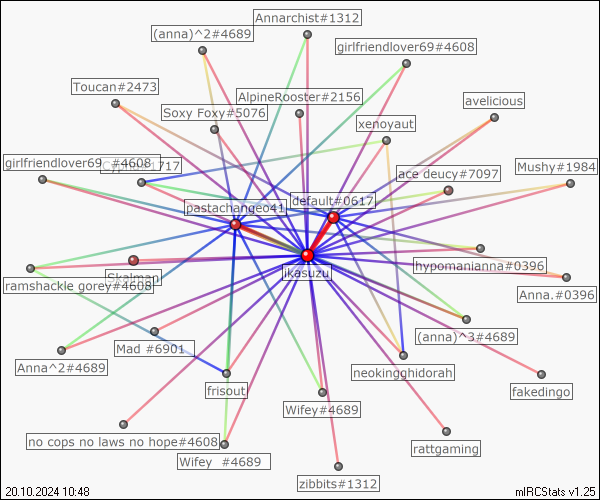 Annarchist#1312
(anna)^2#4689
girlfriendlover69#4608
Toucan#2473
AlpineRooster#2156
avelicious
Soxy Foxy#5076
xenoyaut
girlfriendlover69_#4608
1717
ace deucy#7097
Mushy#1984
pastachange041
default#0617
ikasuzu
hypomanianna#0396
Skelman
ramshackle gorey#4608
Anna.#0396
(anna)^3#4689
Mad #6901
Anna^2#4689
neokingghidorah
frisout
fakedingo
Wifey#4689
no cops no laws no hope#4608
rattgaming
Wifey_#4689
zibbits#1312
20.10.2024 10:48
mIRCStats v1.25